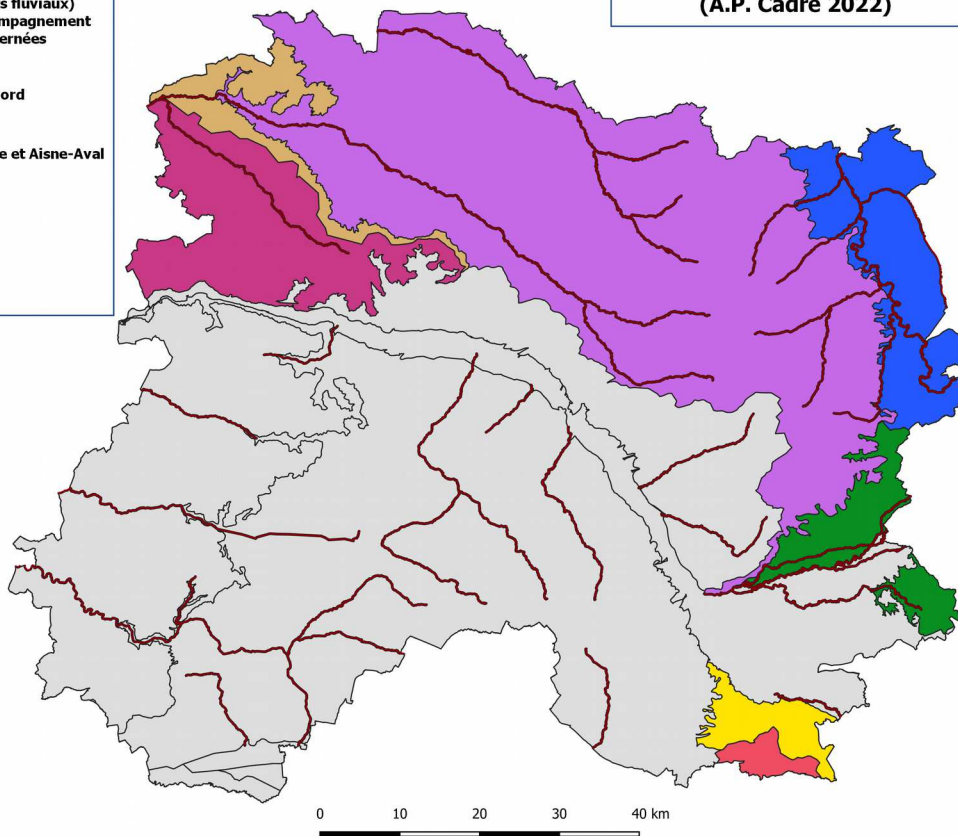 s fluviaux)
mpagnement
ernées
ord
e et Aisne-Aval
(A.P. Cadre 2022)
0 10 20 30 40 km